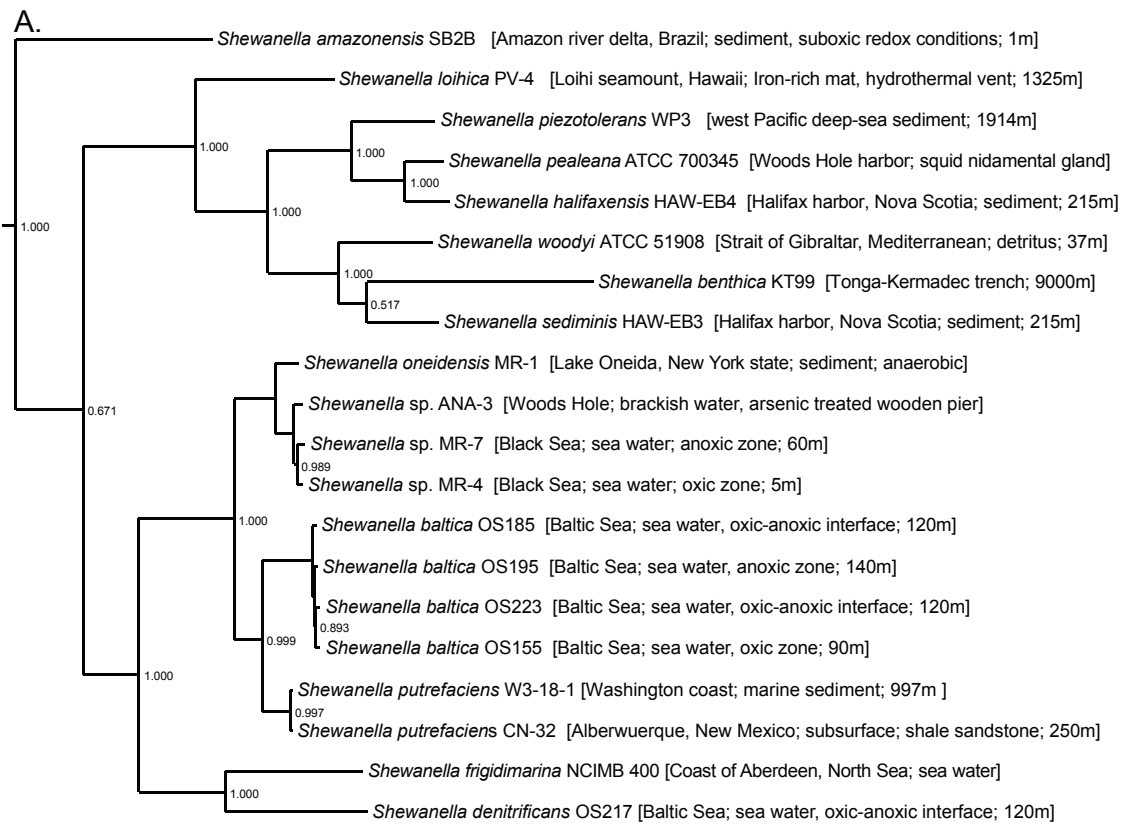 A.
Shewanella amazonensis SB2B [Amazon river delta, Brazil; sediment, suboxic redox conditions; 1m]
Shewanella loihica PV-4 [Loihi seamount, Hawaii; Iron-rich mat, hydrothermal vent; 1325m]
Shewanella piezotolerans WP3 [west Pacific deep-sea sediment; 1914m]
1.000
1.000
Shewanella pealeana ATCC 700345 [Woods Hole harbor; squid nidamental gland]
1.000
Shewanella halifaxensis HAW-EB4 [Halifax harbor, Nova Scotia; sediment; 215m]
1.000
1.000
Shewanella woodyi ATCC 51908 [Strait of Gibraltar, Mediterranean; detritus; 37m]
1.000
Shewanella benthica KT99 [Tonga-Kermadec trench; 9000m]
0.517
Shewanella sediminis HAW-EB3 [Halifax harbor, Nova Scotia; sediment; 215m]
Shewanella oneidensis MR-1 [Lake Oneida, New York state; sediment; anaerobic]
0.671
Shewanella sp. ANA-3 [Woods Hole; brackish water, arsenic treated wooden pier]
Shewanella sp. MR-7 [Black Sea; sea water; anoxic zone; 60m]
0.989
Shewanella sp. MR-4 [Black Sea; sea water; oxic zone; 5m]
1.000
Shewanella baltica OS185 [Baltic Sea; sea water, oxic-anoxic interface; 120m]
Shewanella baltica OS195 [Baltic Sea; sea water, anoxic zone; 140m]
Shewanella baltica OS223 [Baltic Sea; sea water, oxic-anoxic interface; 120m]
0.893
0.999
Shewanella baltica OS155 [Baltic Sea; sea water, oxic zone; 90m]
1.000
Shewanella putrefaciens W3-18-1 [Washington coast; marine sediment; 997m ]
0.997
Shewanella putrefaciens CN-32 [Alberwuerque, New Mexico; subsurface; shale sandstone; 250m]
Shewanella frigidimarina NCIMB 400 [Coast of Aberdeen, North Sea; sea water]
1.000
Shewanella denitrificans OS217 [Baltic Sea; sea water, oxic-anoxic interface; 120m]